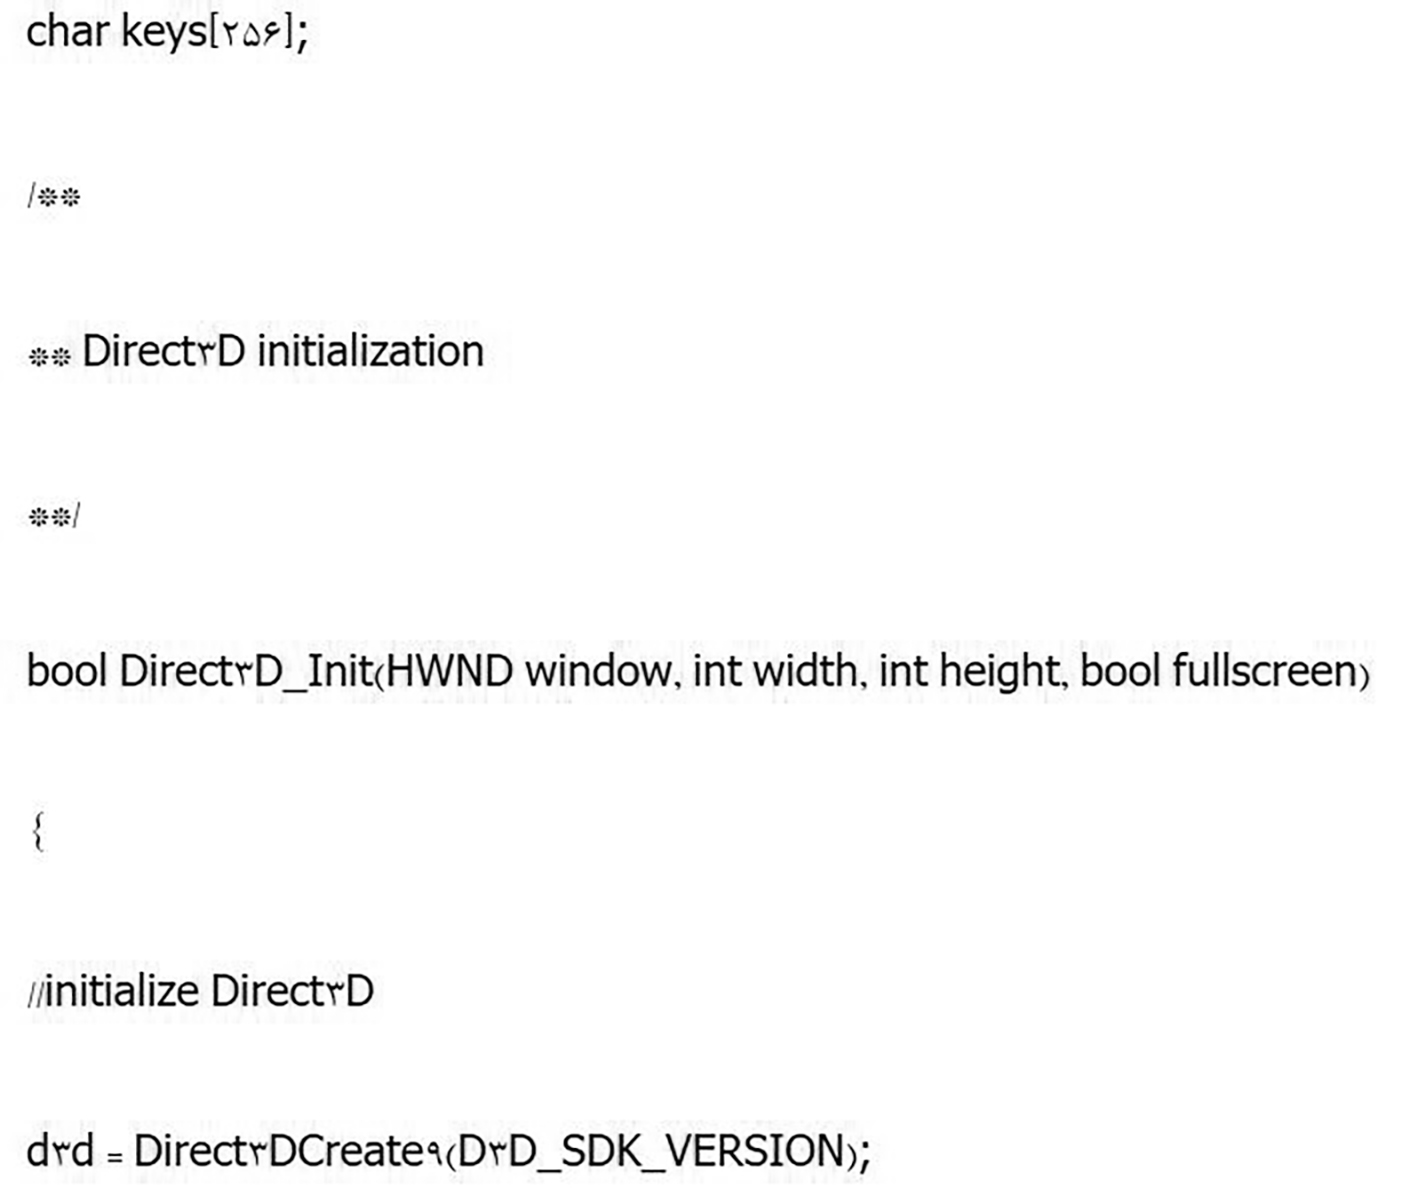 char keys[۲۵۶];
/**
** Direct۳D initialization
**/
bool Direct۳D_Init(HWND window, int width, int height, bool fullscreen)
{
//initialize Direct۳D
d۳d = Direct۳DCreate۹(D۳D_SDK_VERSION);